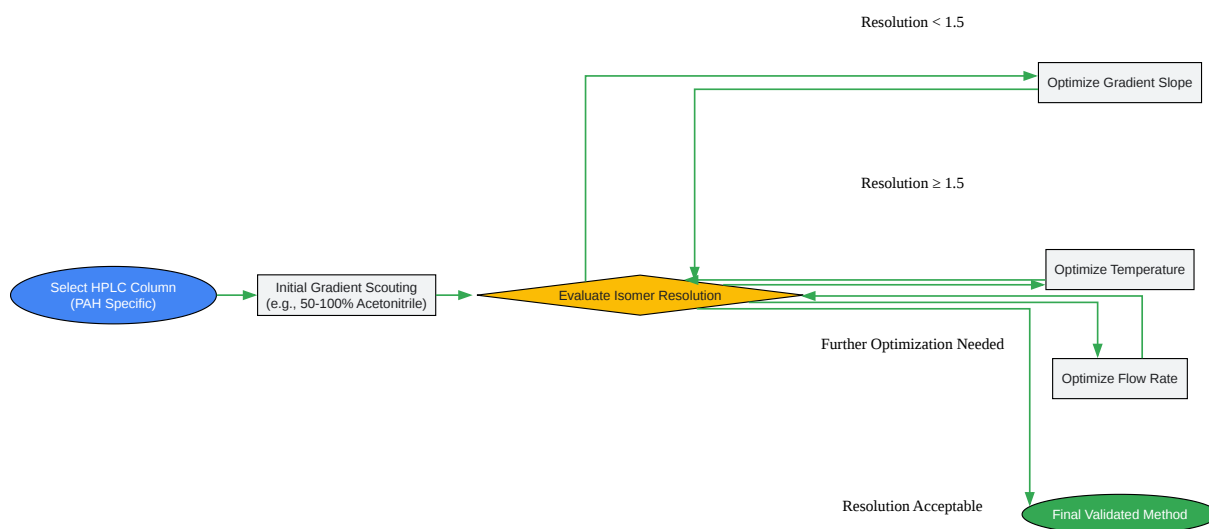 Resolution < 1.5
Optimize Gradient Slope
Resolution ≥ 1.5
Select HPLC Column
(PAH Specific)
Initial Gradient Scouting
(e.g., 50-100% Acetonitrile)
Evaluate Isomer Resolution
Optimize Temperature
Further Optimization Needed
Optimize Flow Rate
Resolution Acceptable
Final Validated Method